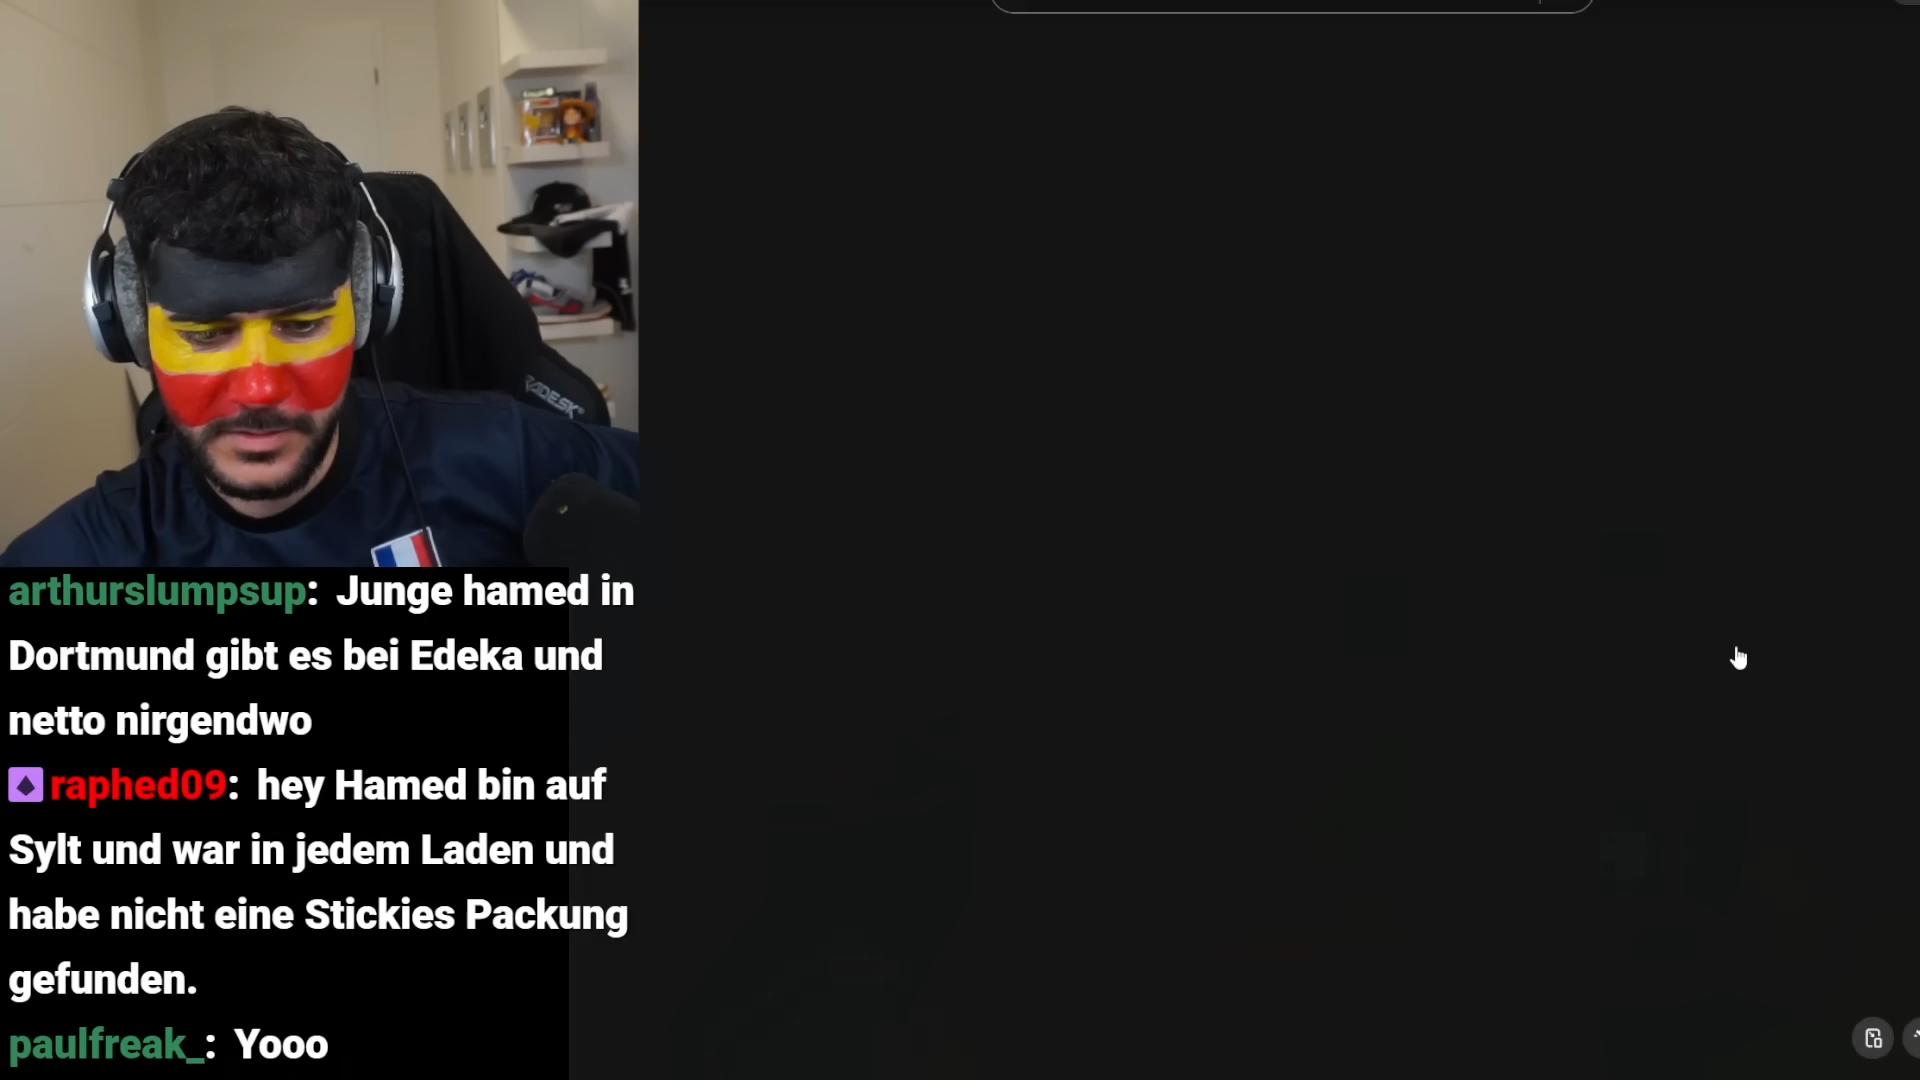 ADESK
arthurslumpsup: Junge hamed in
Dortmund gibt es bei Edeka und
netto nirgendwo
raphed09: hey Hamed bin auf
Sylt und war in jedem Laden und
habe nicht eine Stickies Packung
gefunden.
paulfreak_: Yooo